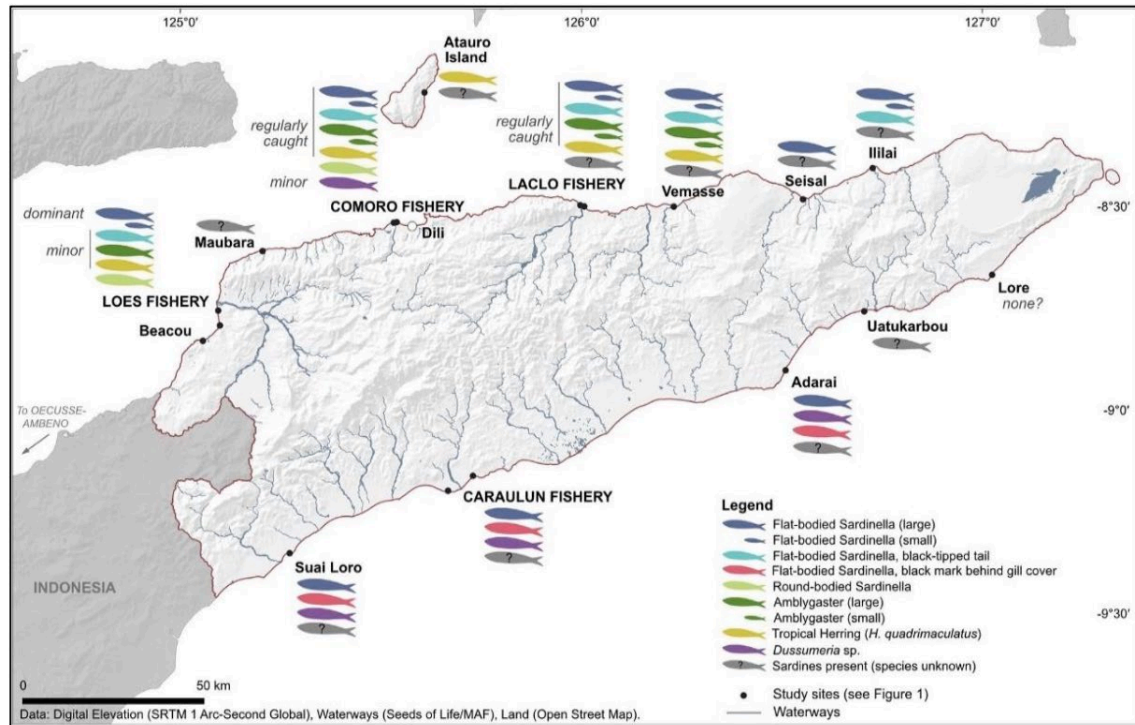 125°0'
126°0'
127°0'
Atauro
Island
?
regularly
caught
minor
regularly
caught
?
LACLO FISHERY
?
Vemasse
?
Seisal
?
Ililai
-8°30'
dominant
minor
?
Maubara
COMORO FISHERY
Dili
LOES FISHERY
Beacou
Lore
none?
Uatukarbou
?
Adarai
?
-9°0'
To OECUSSE-
AMBENO
CARAULUN FISHERY
?
Suai Loro
?
INDONESIA
-9°30'
Legend
Flat-bodied Sardinella (large)
Flat-bodied Sardinella (small)
Flat-bodied Sardinella, black-tipped tail
Flat-bodied Sardinella, black mark behind gill cover
Round-bodied Sardinella
Amblygaster (large)
Amblygaster (small)
Tropical Herring (H. quadrimaculatus)
Dussumeria sp.
? Sardines present (species unknown)
Study sites (see Figure 1)
Waterways
0 50 km
Data: Digital Elevation (SRTM 1 Arc-Second Global), Waterways (Seeds of Life/MAF), Land (Open Street Map).